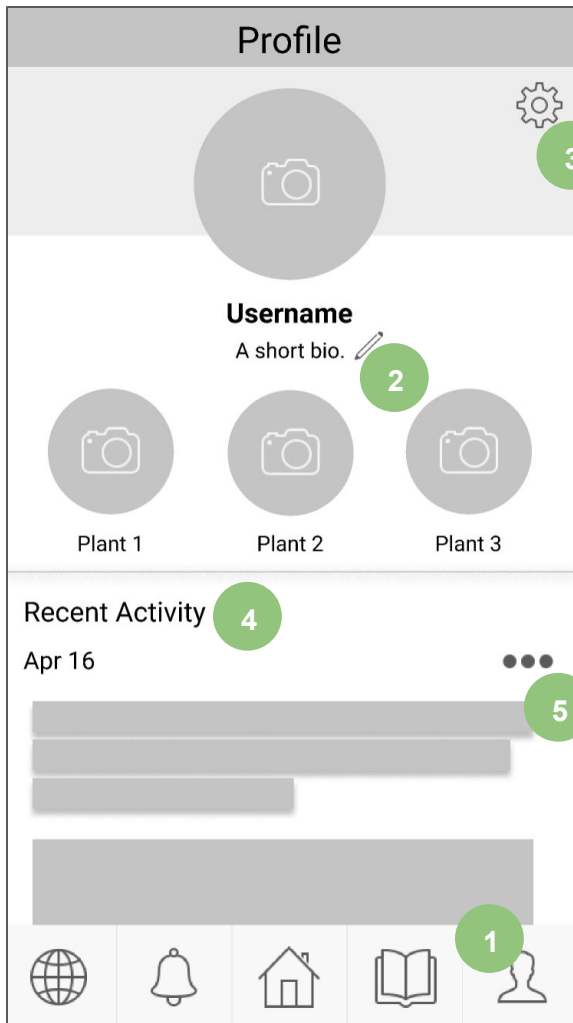 Profile
3
Username
A short bio.
2
Plant 1 Plant 2 Plant 3
Recent Activity 4
Apr 16
5
1